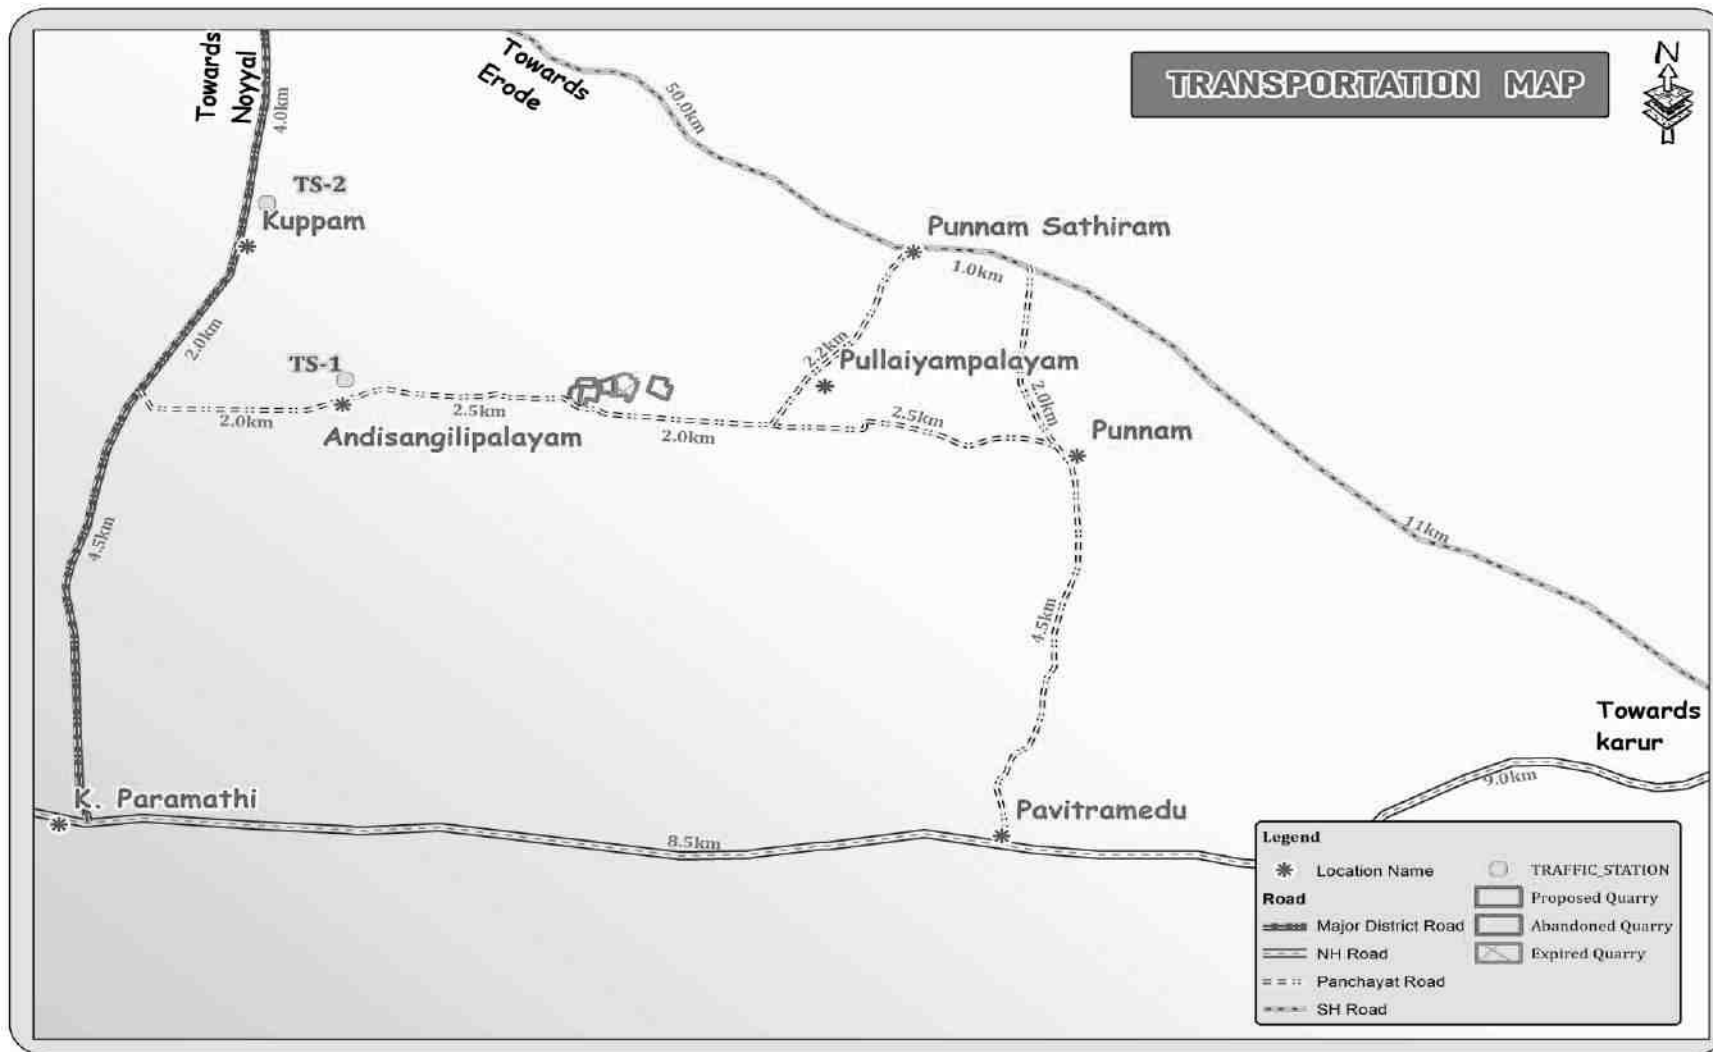 TRANSPORTATION MAP
N
Towards
Noyyal
4.0km
Towards
Erode
50.0km
TS-2
Kuppam
Punnam Sathiram
1.0km
2.0km
TS-1
2.2km
Pullaiyampalayam
2.0km
2.0km
2.5km
Andisangilipalayam
2.0km
2.5km
Punnam
4.5km
11km
4.5km
Towards
karur
9.0km
K. Paramathi
8.5km
Pavitramedu
Legend
Location Name
Road
Major District Road
NH Road
Panchayat Road
SH Road
TRAFFIC_STATION
Proposed Quarry
Abandoned Quarry
Expired Quarry